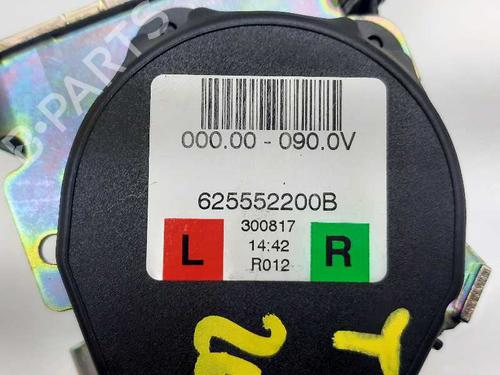 B-PARTS
000.00 - 090.0V
625552200B
300817
L 14:42 R
R012
T